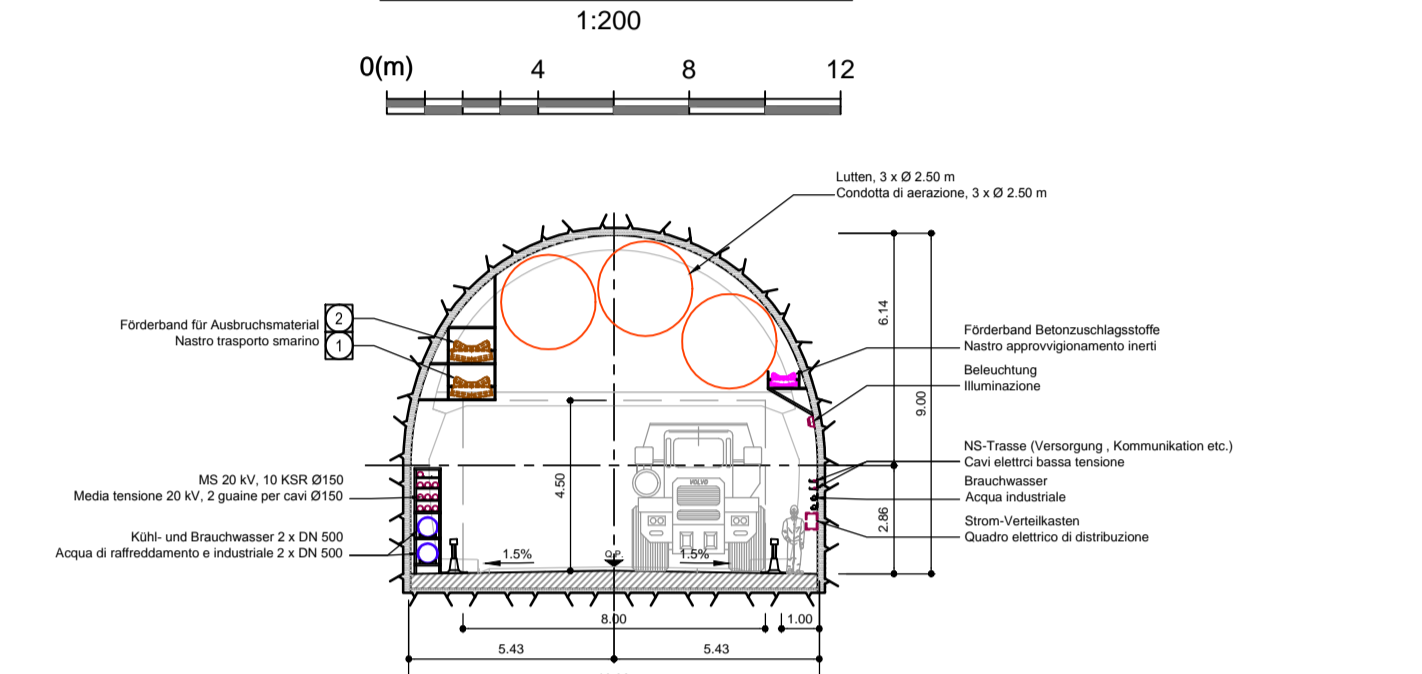 1:200
0(m) 4 8 12
Lutten, 3 x Ø 2.50 m
Condotta di aerazione, 3 x Ø 2.50 m
2
Förderband für Ausbruchsmaterial
Nastro trasporto smarino
1
6.14
9.00
Förderband Betonzuschlagsstoffe
Nastro approvvigionamento inerti
Beleuchtung
Illuminazione
NS-Trasse (Versorgung , Kommunikation etc.)
Cavi elettrci bassa tensione
Brauchwasser
Acqua industriale
Strom-Verteilkasten
Quadro elettrico di distribuzione
MS 20 kV, 10 KSR Ø150
Media tensione 20 kV, 2 guaine per cavi Ø150
Kühl- und Brauchwasser 2 x DN 500
Acqua di raffreddamento e industriale 2 x DN 500
4.50
VOLVO
2.86
1.5%
1.5%
8.00
1.00
5.43
5.43